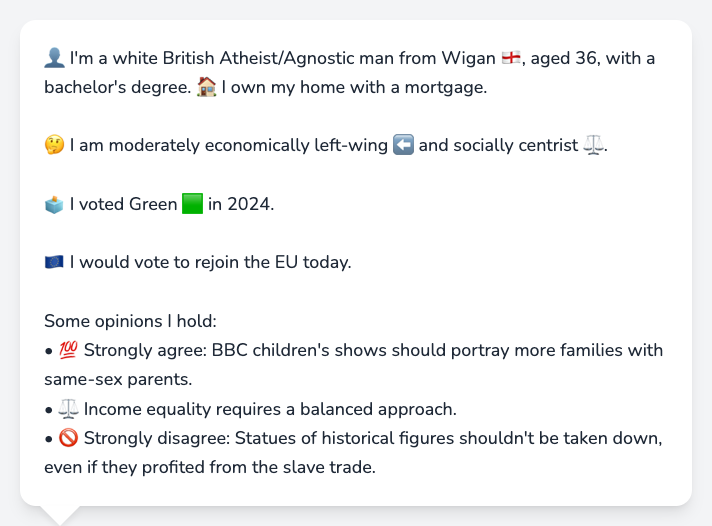 👤 I'm a white British Atheist/Agnostic man from Wigan 🏴󠁧󠁢󠁥󠁮󠁧󠁿, aged 36, with a
bachelor's degree. 🏠 I own my home with a mortgage.
🤔 I am moderately economically left-wing ⬅️ and socially centrist ⚖️.
🗳️ I voted Green 🟩 in 2024.
🇪🇺 I would vote to rejoin the EU today.
Some opinions I hold:
• 💯 Strongly agree: BBC children's shows should portray more families with
same-sex parents.
• ⚖️ Income equality requires a balanced approach.
• 🚫 Strongly disagree: Statues of historical figures shouldn't be taken down,
even if they profited from the slave trade.